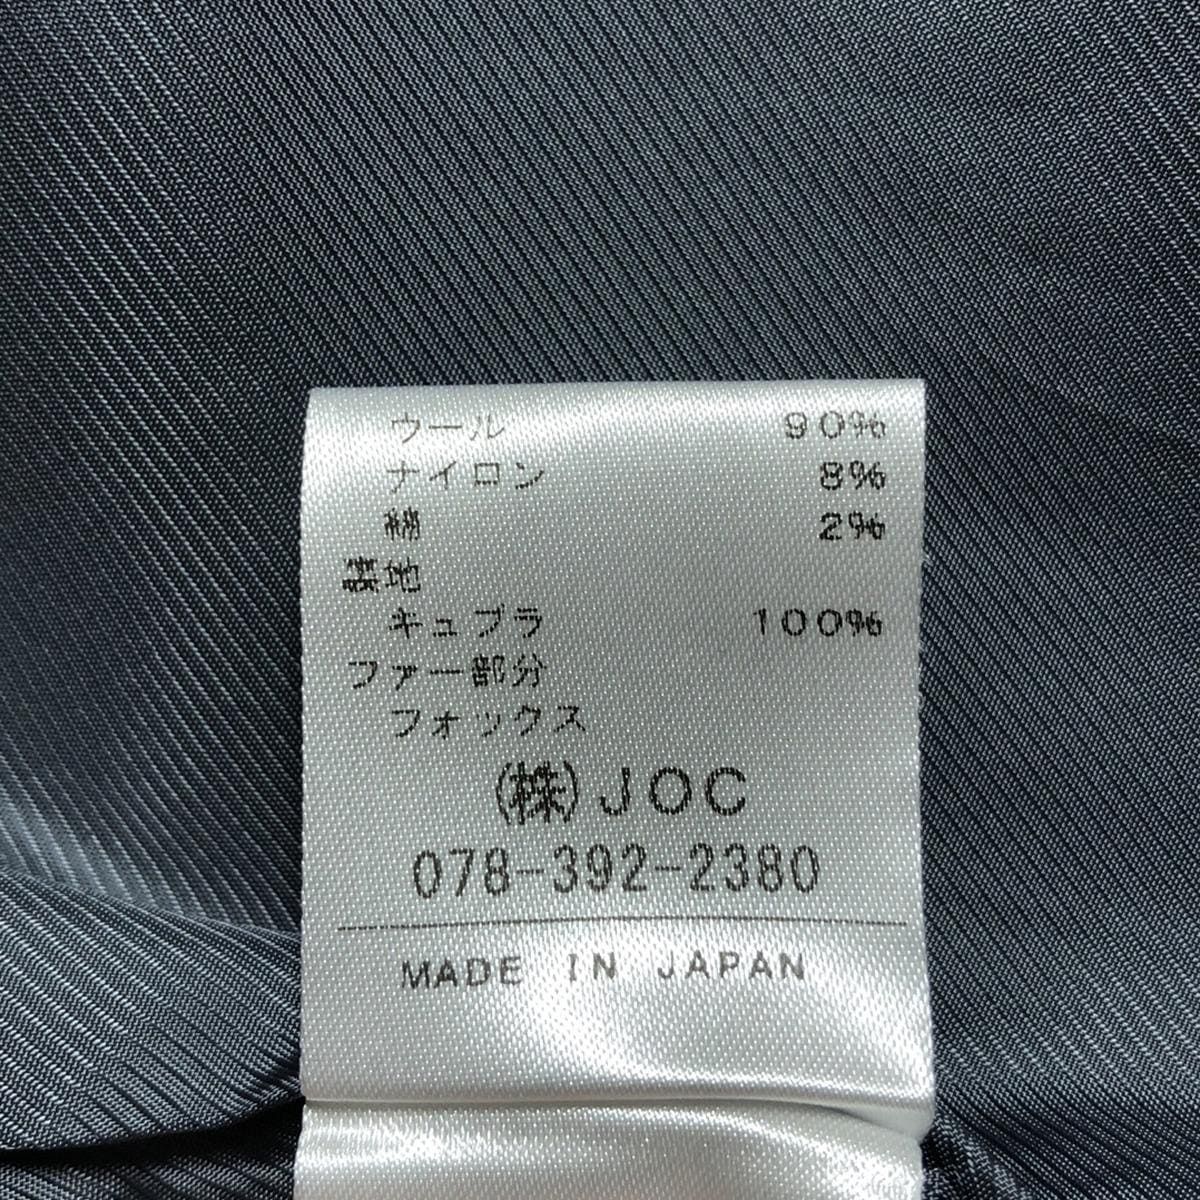 ウール 90%
ナイロン 8%
綿 2%
裏地
キュプラ 100%
ファー部分
フォックス
(株)JOC
078-392-2380
MADE IN JAPAN